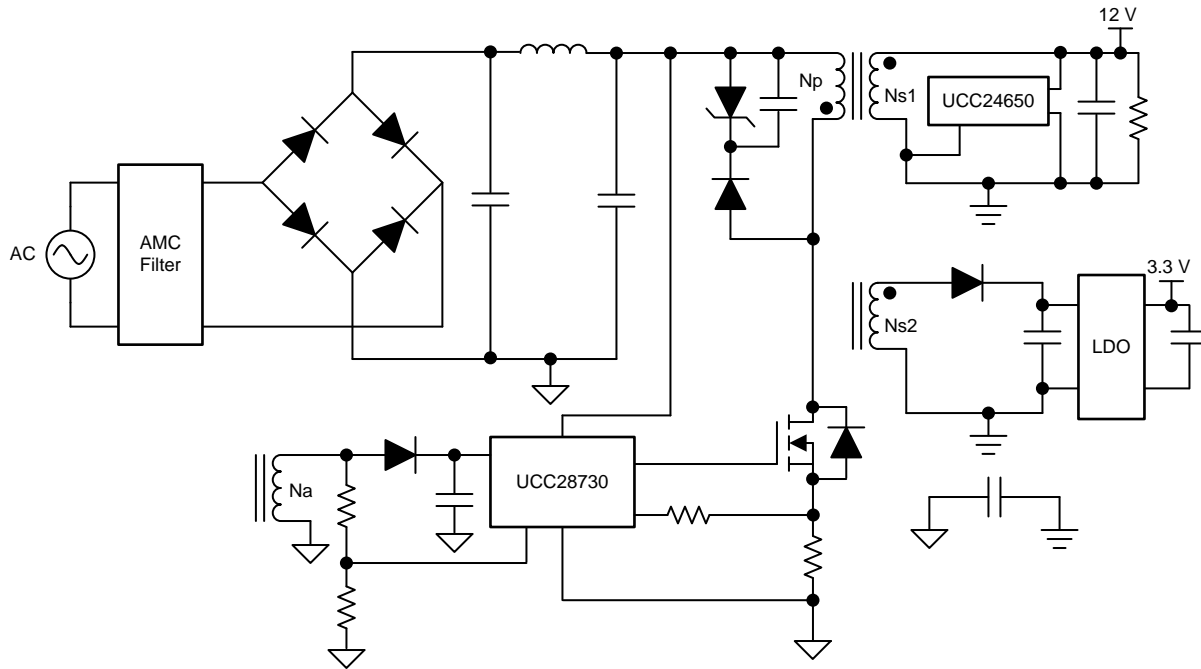 12 V
Np
Ns1
UCC24650
AC
AMC
Filter
3.3 V
Ns2
LDO
Na
UCC28730